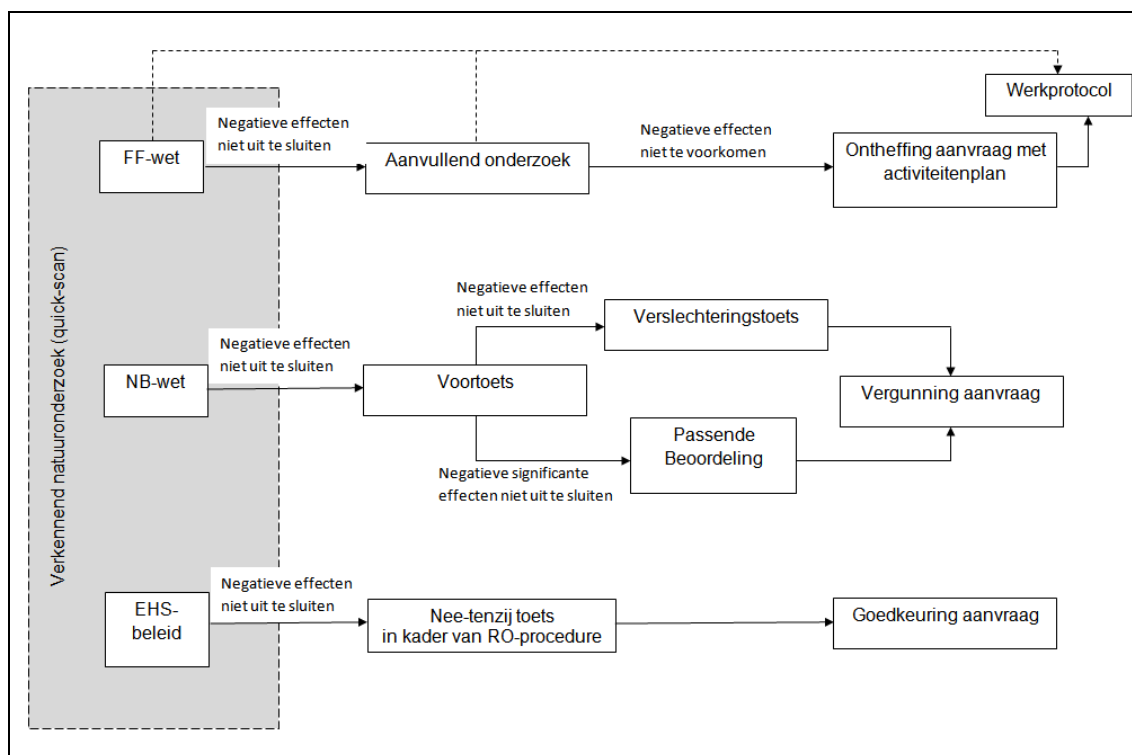 Verkennend natuuronderzoek (quick-scan)
FF-wet
Negatieve effecten
niet uit te sluiten
Aanvullend onderzoek
Negatieve effecten
niet te voorkomen
Ontheffing aanvraag met
activiteitenplan
Werkprotocol
NB-wet
Negatieve effecten
niet uit te sluiten
Voortoets
Negatieve effecten
niet uit te sluiten
Verslechteringstoets
Negatieve significante
effecten niet uit te sluiten
Passende
Beoordeling
Vergunning aanvraag
EHS-
beleid
Negatieve effecten
niet uit te sluiten
Nee-tenzij toets
in kader van RO-procedure
Goedkeuring aanvraag